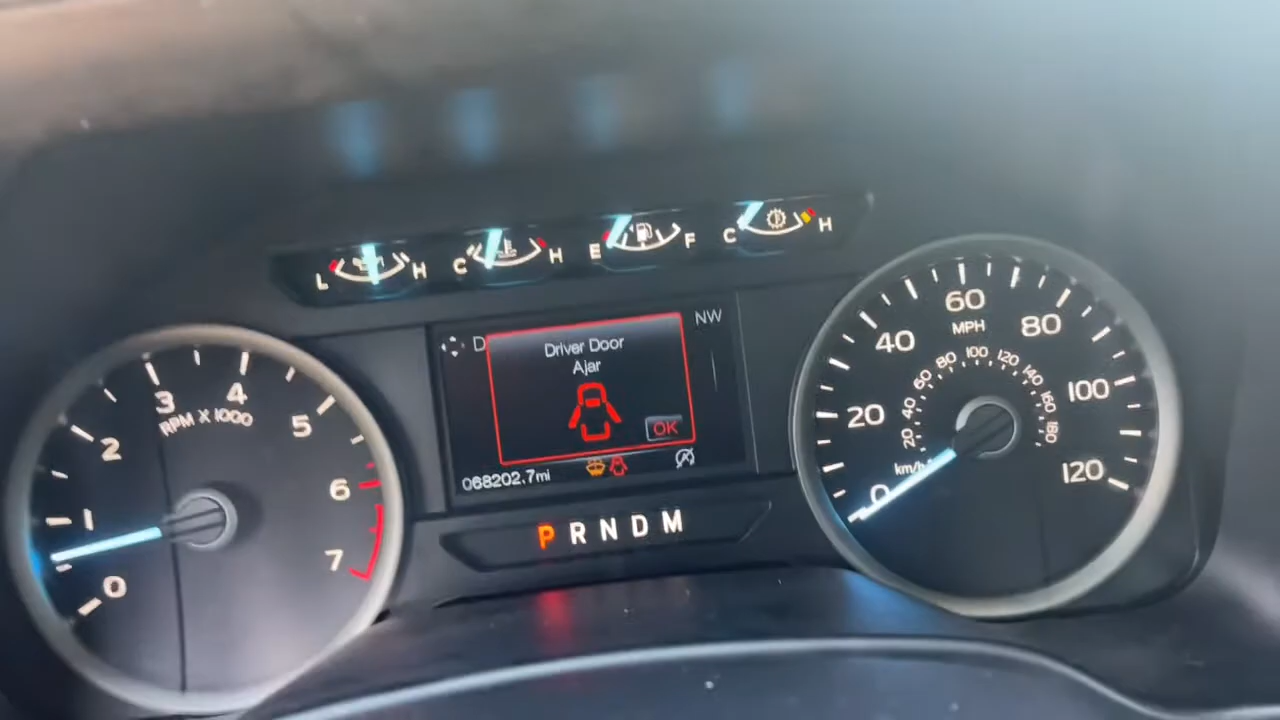 L H C H E F C H
NW
D
Driver Door
Ajar
OK
068202.7mi
P R N D M
0 1 2 3 4 5 6 7
RPM X 1000
0 20 40 60 80 100 120
MPH
20 40 60 80 100 120 140 160 180
km/h